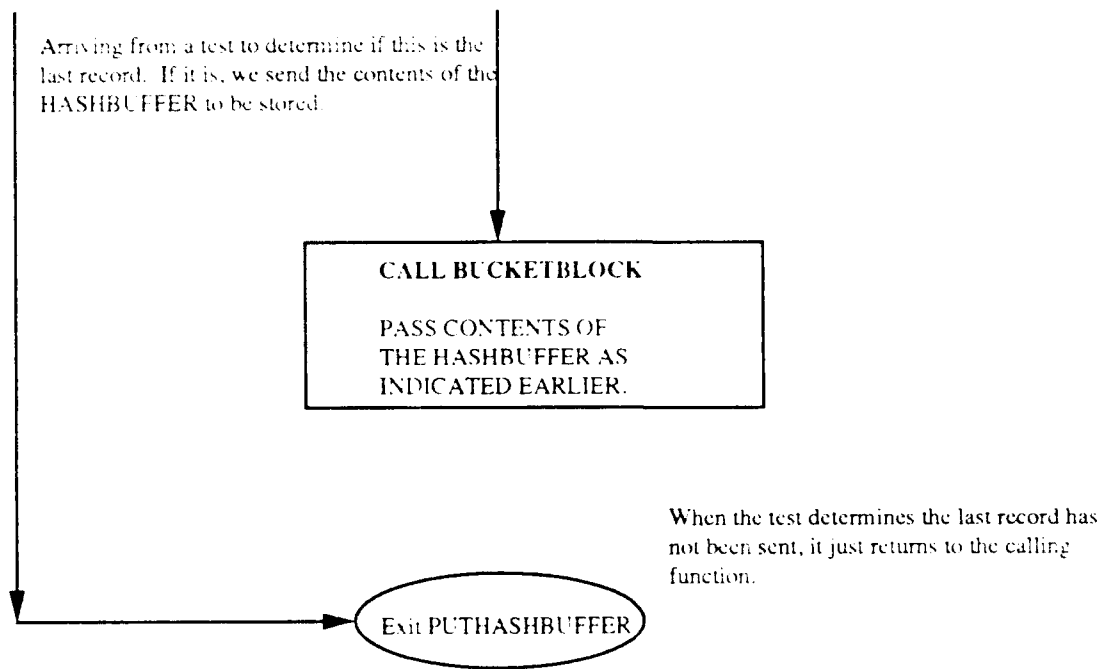 Arriving from a test to determine if this is the
last record. If it is, we send the contents of the
HASHBUFFER to be stored.
CALL BUCKETBLOCK
PASS CONTENTS OF
THE HASHBUFFER AS
INDICATED EARLIER.
When the test determines the last record has
not been sent, it just returns to the calling
function.
Exit PUTHASHBUFFER